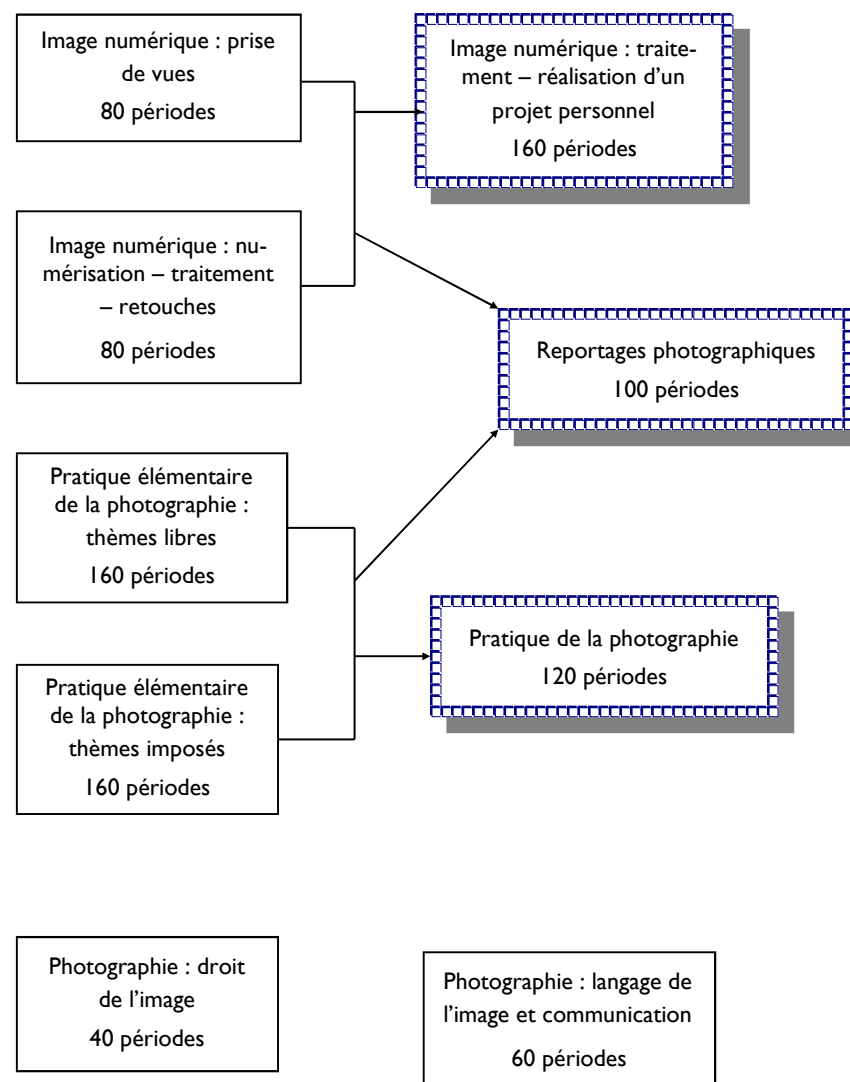 Image numérique : prise
de vues
80 périodes
Image numérique : traite-
ment – réalisation d’un
projet personnel
160 périodes
Image numérique : nu-
mérisation – traitement
– retouches
80 périodes
Reportages photographiques
100 périodes
Pratique élémentaire
de la photographie :
thèmes libres
160 périodes
Pratique de la photographie
120 périodes
Pratique élémentaire
de la photographie :
thèmes imposés
160 périodes
Photographie : droit
de l’image
40 périodes
Photographie : langage de
l’image et communication
60 périodes